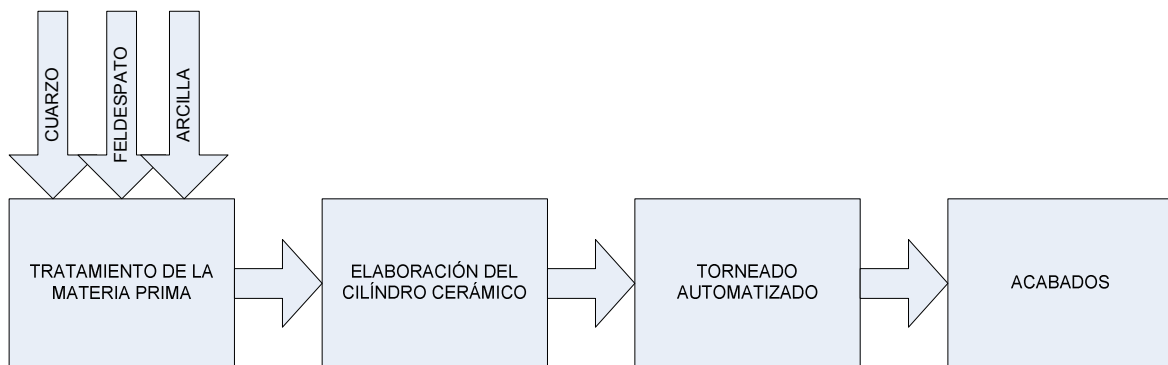 CUARZO
FELDESPATO
ARCILLA
TRATAMIENTO DE LA
MATERIA PRIMA
ELABORACIÓN DEL
CILÍNDRO CERÁMICO
TORNEADO
AUTOMATIZADO
ACABADOS